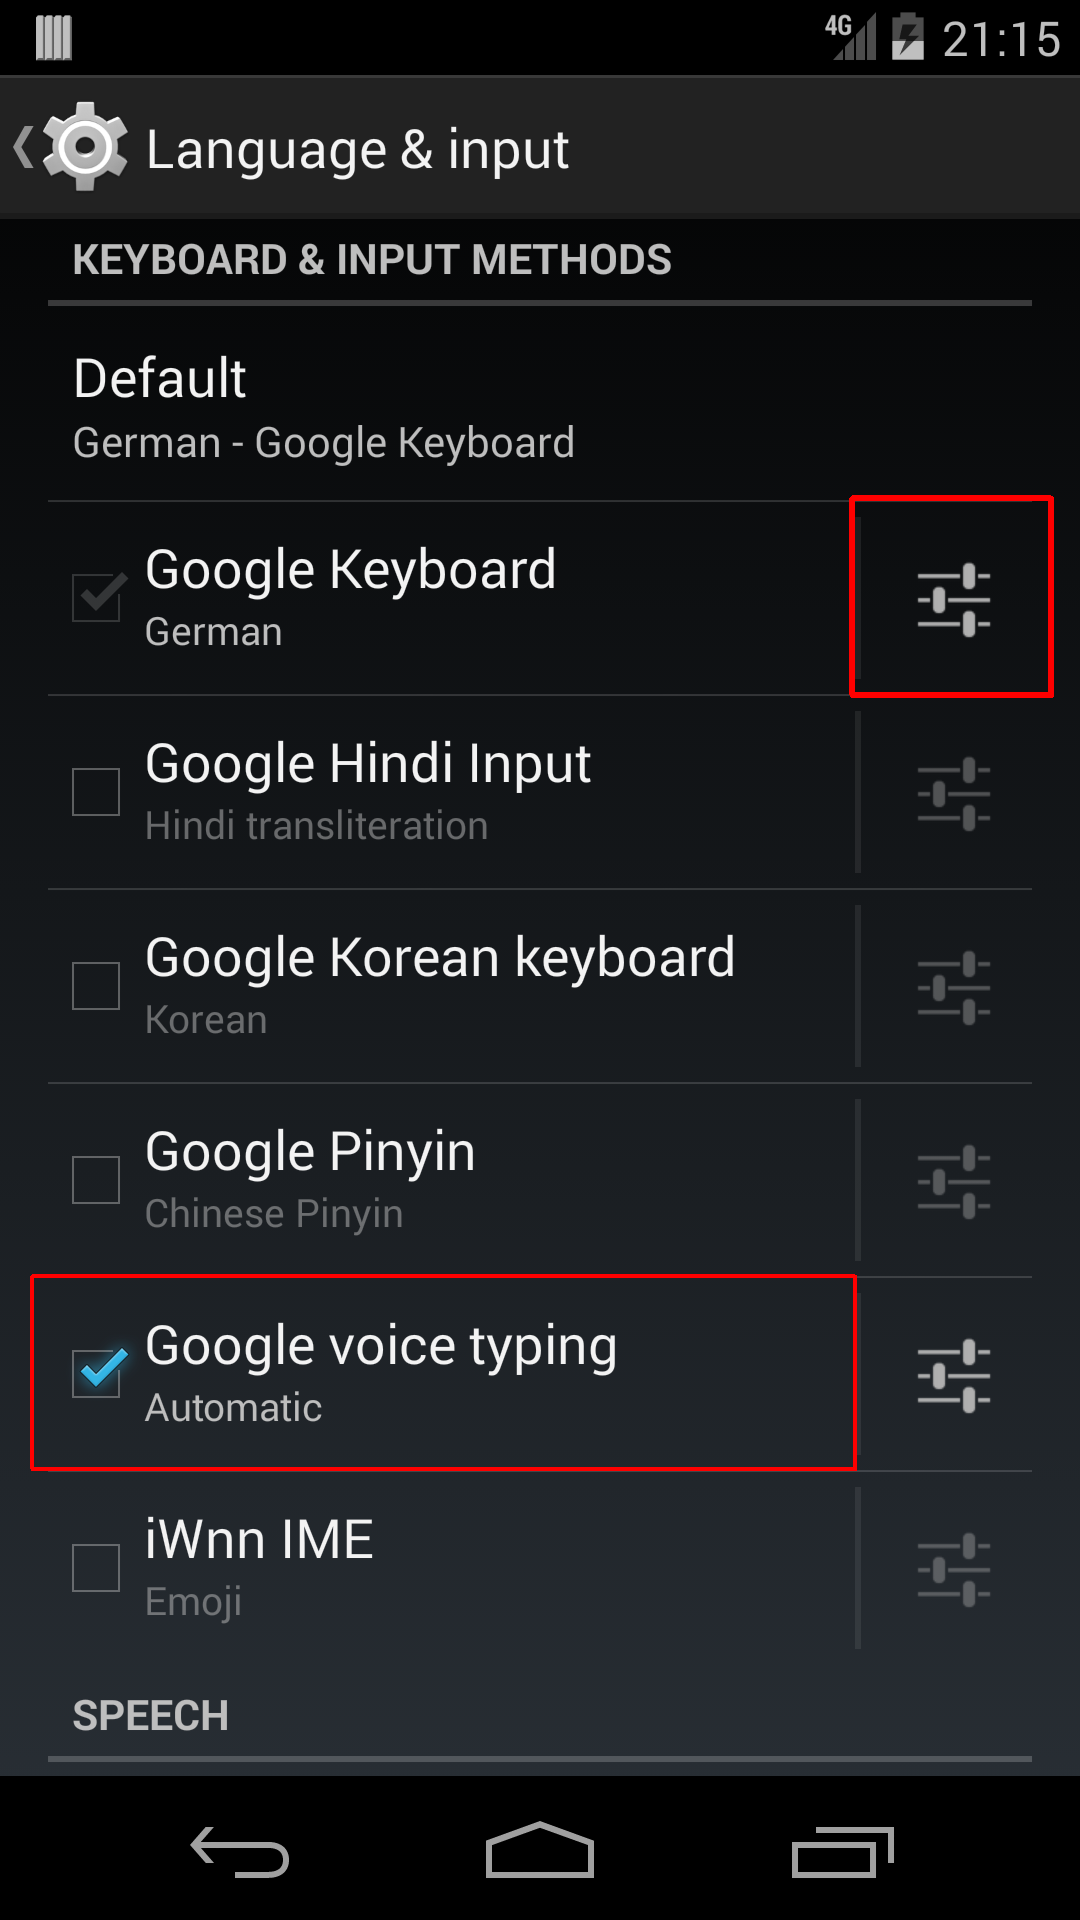 4G 21:15
Language & input
KEYBOARD & INPUT METHODS
Default
German - Google Keyboard
Google Keyboard
German
Google Hindi Input
Hindi transliteration
Google Korean keyboard
Korean
Google Pinyin
Chinese Pinyin
Google voice typing
Automatic
iWnn IME
Emoji
SPEECH